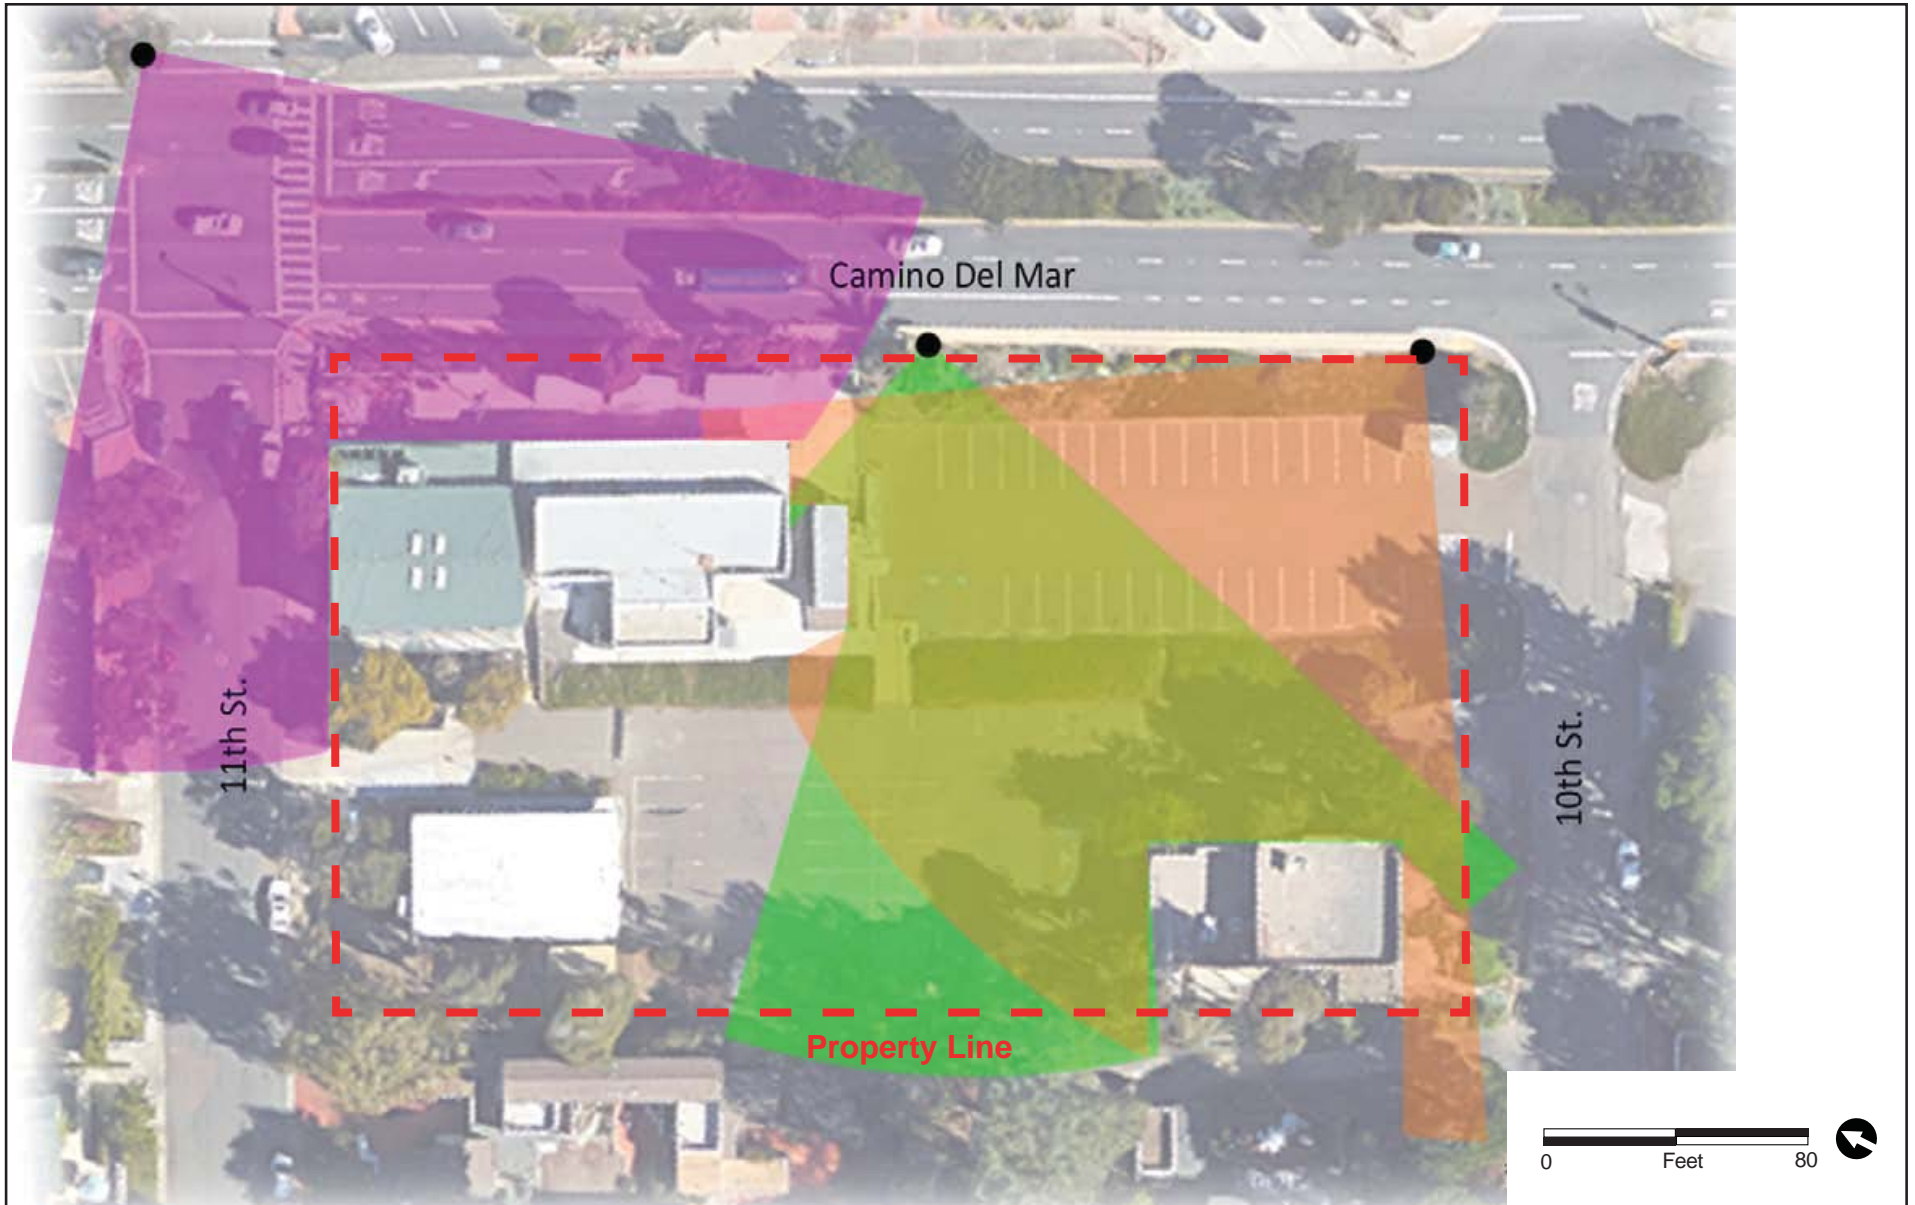 Camino Del Mar
11th St.
10th St.
Property Line
0 Feet 80